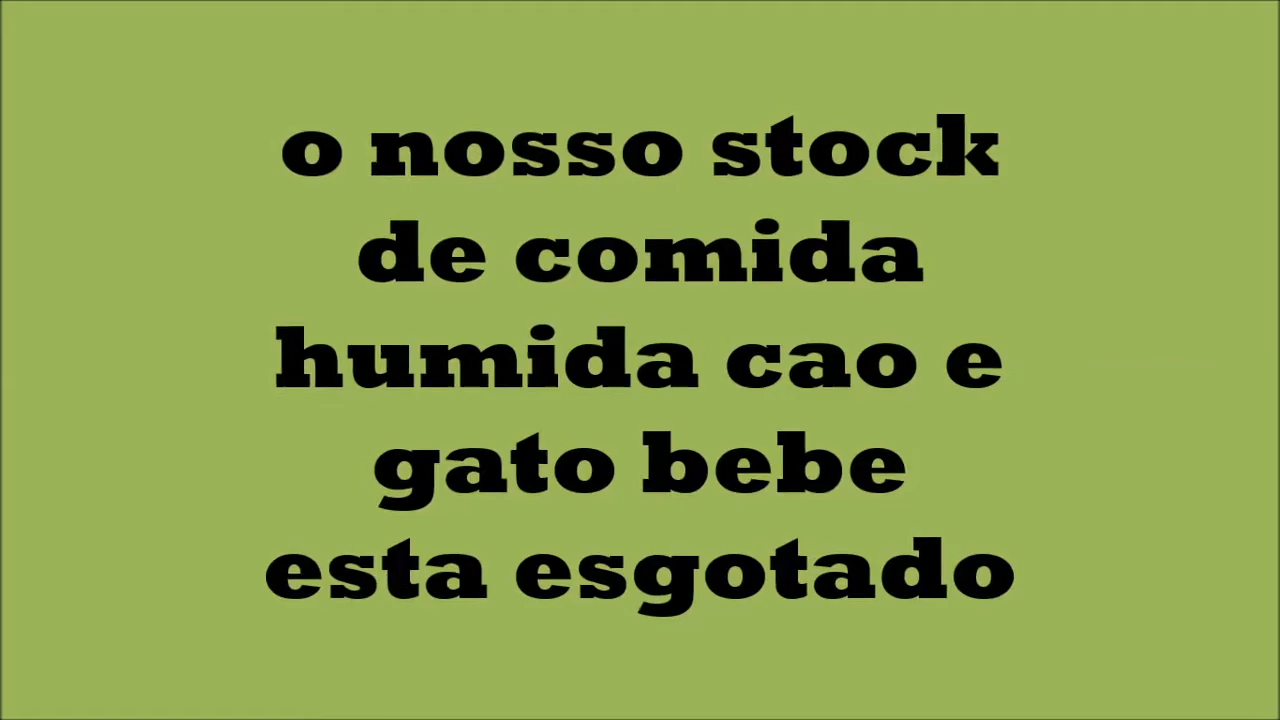 o nosso stock
de comida
humida cao e
gato bebe
esta esgotado